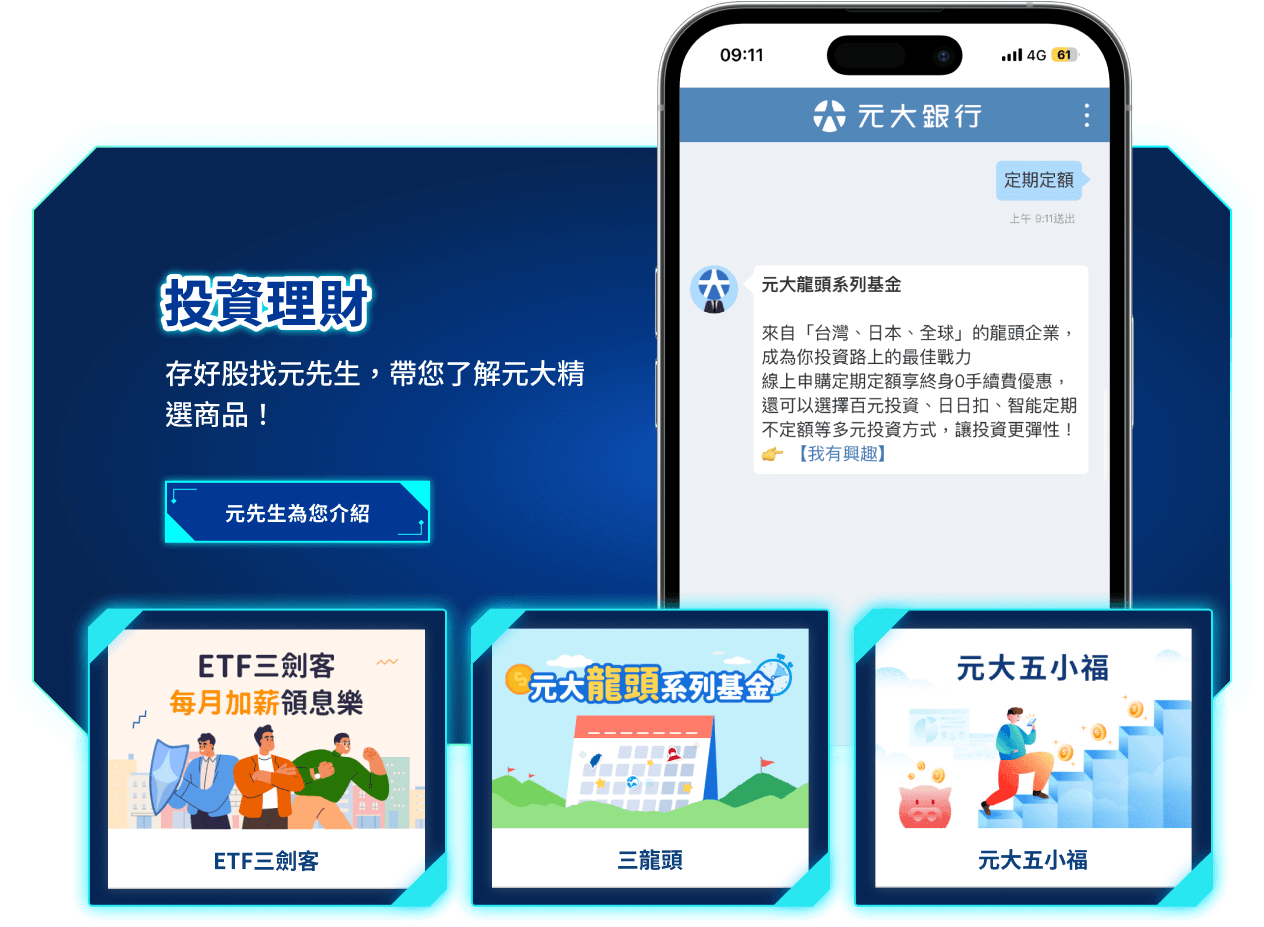 09:11
4G
61
元大銀行
定期定額
上午 9:11送出
元大龍頭系列基金
來自「台灣、日本、全球」的龍頭企業，
成為你投資路上的最佳戰力
線上申購定期定額享終身0手續費優惠，
還可以選擇百元投資、日日扣、智能定期
不定額等多元投資方式，讓投資更彈性！
👉 【我有興趣】
投資理財
存好股找元先生，帶您了解元大精
選商品！
元先生為您介紹
ETF三劍客
每月加薪領息樂
ETF三劍客
元大龍頭系列基金
三龍頭
元大五小福
元大五小福